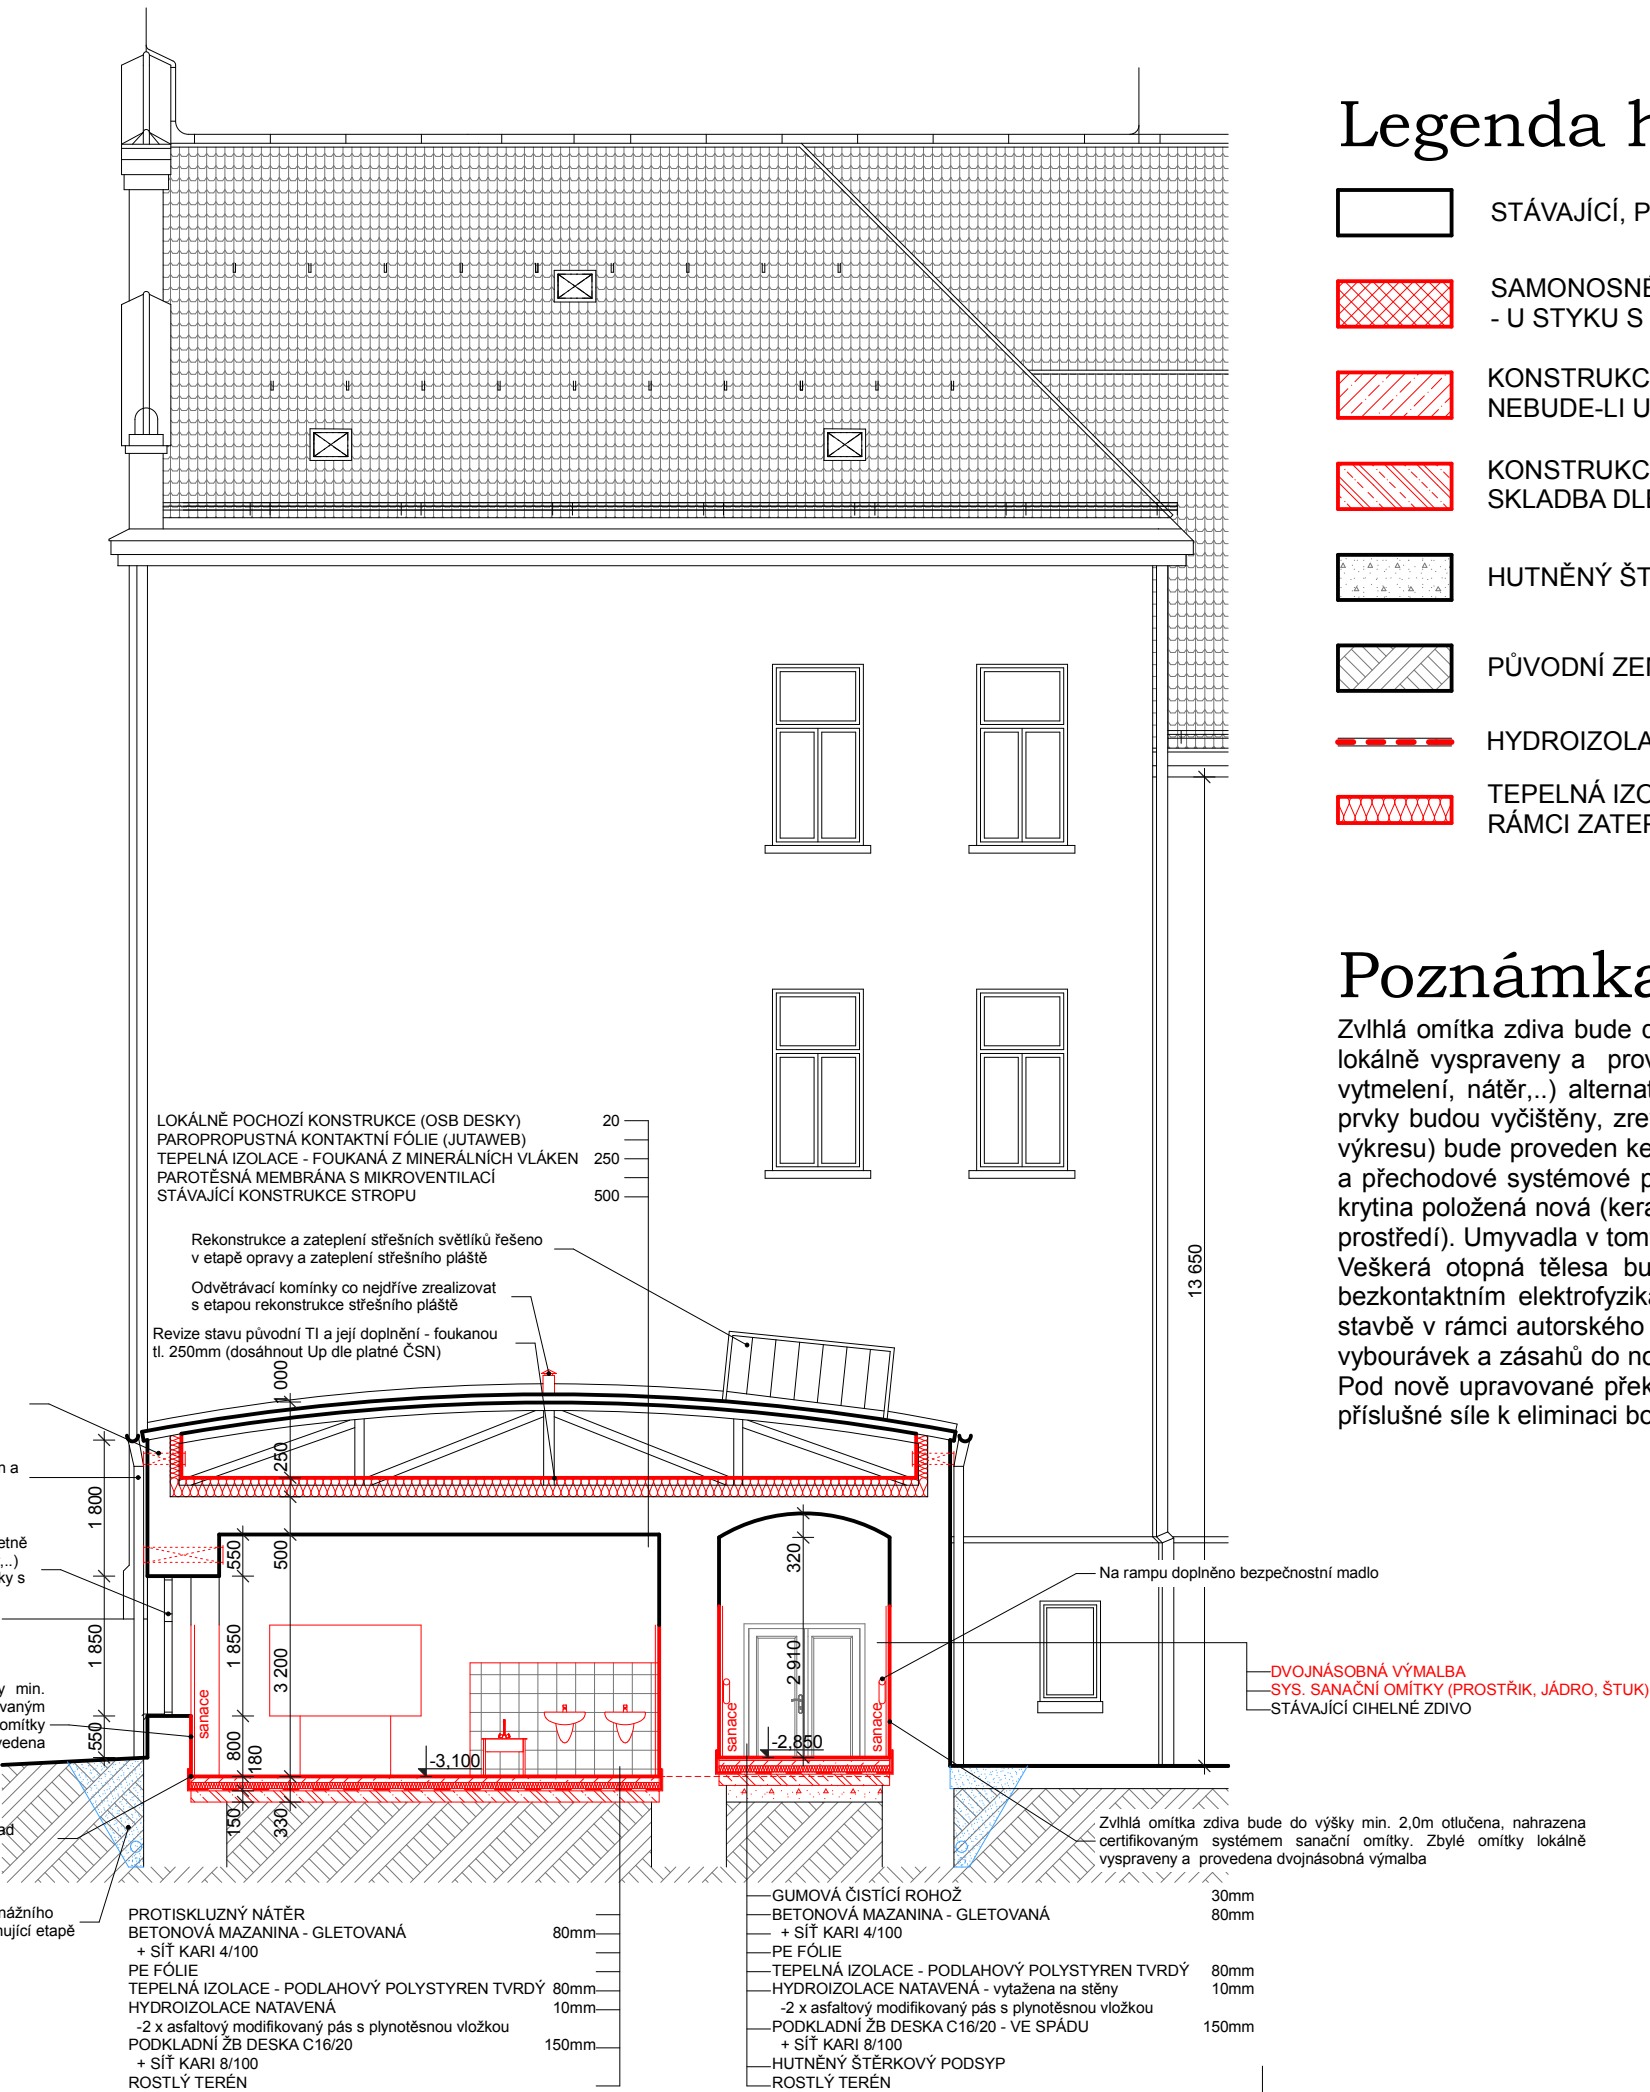 Legenda h
STÁVAJÍCÍ, P
SAMONOSNÉ
- U STYKU S
KONSTRUKC
NEBUDE-LI U
KONSTRUKC
SKLADBA DLE
HUTNĚNÝ ŠT
PŮVODNÍ ZEM
HYDROIZOLA
TEPELNÁ IZO
RÁMCI ZATEP
Poznámka
Zvlhlá omítka zdiva bude o
lokálně vyspraveny a prov
vytmelení, nátěr,..) alternat
prvky budou vyčištěny, zre
výkresu) bude proveden ke
a přechodové systémové p
krytina položená nová (kera
prostředí). Umyvadla v tom
Veškerá otopná tělesa bu
bezkontaktním elektrofyzika
stavbě v rámci autorského
vybourávek a zásahů do no
Pod nově upravované přek
příslušné síle k eliminaci bo
LOKÁLNĚ POCHOZÍ KONSTRUKCE (OSB DESKY) 20
PAROPROPUSTNÁ KONTAKTNÍ FÓLIE (JUTAWEB)
TEPELNÁ IZOLACE - FOUKANÁ Z MINERÁLNÍCH VLÁKEN 250
PAROTĚSNÁ MEMBRÁNA S MIKROVENTILACÍ
STÁVAJÍCÍ KONSTRUKCE STROPU 500
Rekonstrukce a zateplení střešních světlíků řešeno
v etapě opravy a zateplení střešního pláště
Odvětrávací komínky co nejdříve zrealizovat
s etapou rekonstrukce střešního pláště
Revize stavu původní TI a její doplnění - foukanou
tl. 250mm (dosáhnout Up dle platné ČSN)
13 650
1 000
250
500
3 200
330
1 800
1 850
550
550
1 850
800
180
150
320
2 910
a
etně
,..)
ky s
y min.
vaným
omítky
vedena
ad
nážního
nující etapě
sanace
sanace
sanace
-3,100
-2,850
Na rampu doplněno bezpečnostní madlo
DVOJNÁSOBNÁ VÝMALBA
SYS. SANAČNÍ OMÍTKY (PROSTŘIK, JÁDRO, ŠTUK)
STÁVAJÍCÍ CIHELNÉ ZDIVO
Zvlhlá omítka zdiva bude do výšky min. 2,0m otlučena, nahrazena
certifikovaným systémem sanační omítky. Zbylé omítky lokálně
vyspraveny a provedena dvojnásobná výmalba
PROTISKLUZNÝ NÁTĚR
BETONOVÁ MAZANINA - GLETOVANÁ 80mm
+ SÍŤ KARI 4/100
PE FÓLIE
TEPELNÁ IZOLACE - PODLAHOVÝ POLYSTYREN TVRDÝ 80mm
HYDROIZOLACE NATAVENÁ 10mm
-2 x asfaltový modifikovaný pás s plynotěsnou vložkou
PODKLADNÍ ŽB DESKA C16/20 150mm
+ SÍŤ KARI 8/100
ROSTLÝ TERÉN
GUMOVÁ ČISTÍCÍ ROHOŽ 30mm
BETONOVÁ MAZANINA - GLETOVANÁ 80mm
+ SÍŤ KARI 4/100
PE FÓLIE
TEPELNÁ IZOLACE - PODLAHOVÝ POLYSTYREN TVRDÝ 80mm
HYDROIZOLACE NATAVENÁ - vytažena na stěny 10mm
-2 x asfaltový modifikovaný pás s plynotěsnou vložkou
PODKLADNÍ ŽB DESKA C16/20 - VE SPÁDU 150mm
+ SÍŤ KARI 8/100
HUTNĚNÝ ŠTĚRKOVÝ PODSYP
ROSTLÝ TERÉN